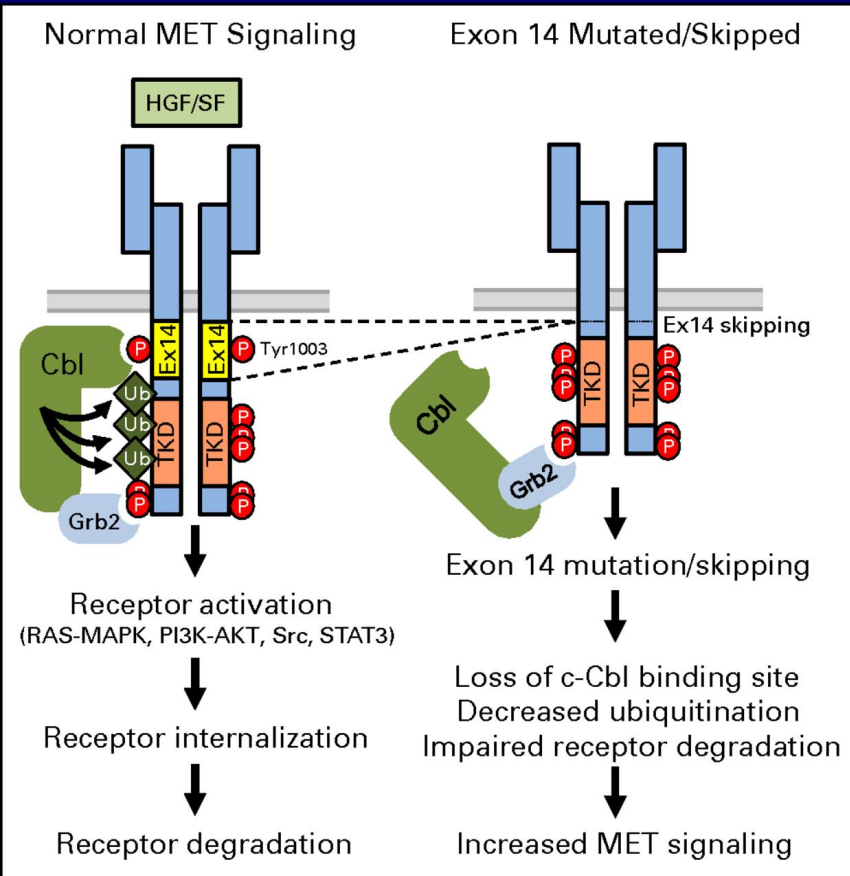 Normal MET Signaling
HGF/SF
Cbl
P
Ex14
Ex14
P
Tyr1003
Ub
Ub
Ub
TKD
TKD
P
P
P
P
P
P
P
Grb2
Receptor activation
(RAS-MAPK, PI3K-AKT, Src, STAT3)
Receptor internalization
Receptor degradation
Exon 14 Mutated/Skipped
Ex14 skipping
Cbl
Grb2
P
P
P
TKD
TKD
P
P
P
P
P
P
P
Exon 14 mutation/skipping
Loss of c-Cbl binding site
Decreased ubiquitination
Impaired receptor degradation
Increased MET signaling